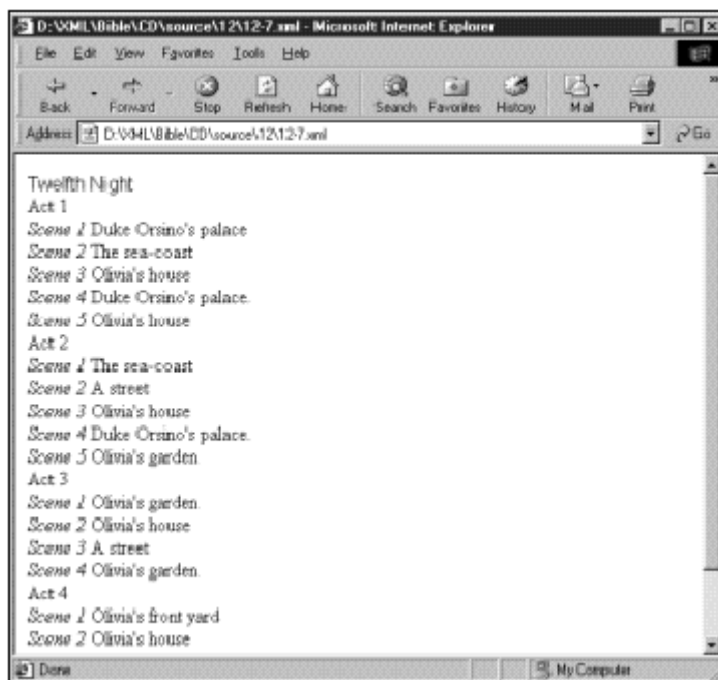 D:\XML\Bible\CD\source\12\12-7.xml - Microsoft Internet Explorer
File Edit View Favorites Tools Help
Back Forward Stop Refresh Home Search Favorites History Mail Print »
Address D:\XML\Bible\CD\source\12\12-7.xml Go
Twelfth Night
Act 1
Scene 1 Duke Orsino's palace
Scene 2 The sea-coast
Scene 3 Olivia's house
Scene 4 Duke Orsino's palace.
Scene 5 Olivia's house
Act 2
Scene 1 The sea-coast
Scene 2 A street
Scene 3 Olivia's house
Scene 4 Duke Orsino's palace.
Scene 5 Olivia's garden
Act 3
Scene 1 Olivia's garden.
Scene 2 Olivia's house
Scene 3 A street
Scene 4 Olivia's garden.
Act 4
Scene 1 Olivia's front yard
Scene 2 Olivia's house
Done My Computer